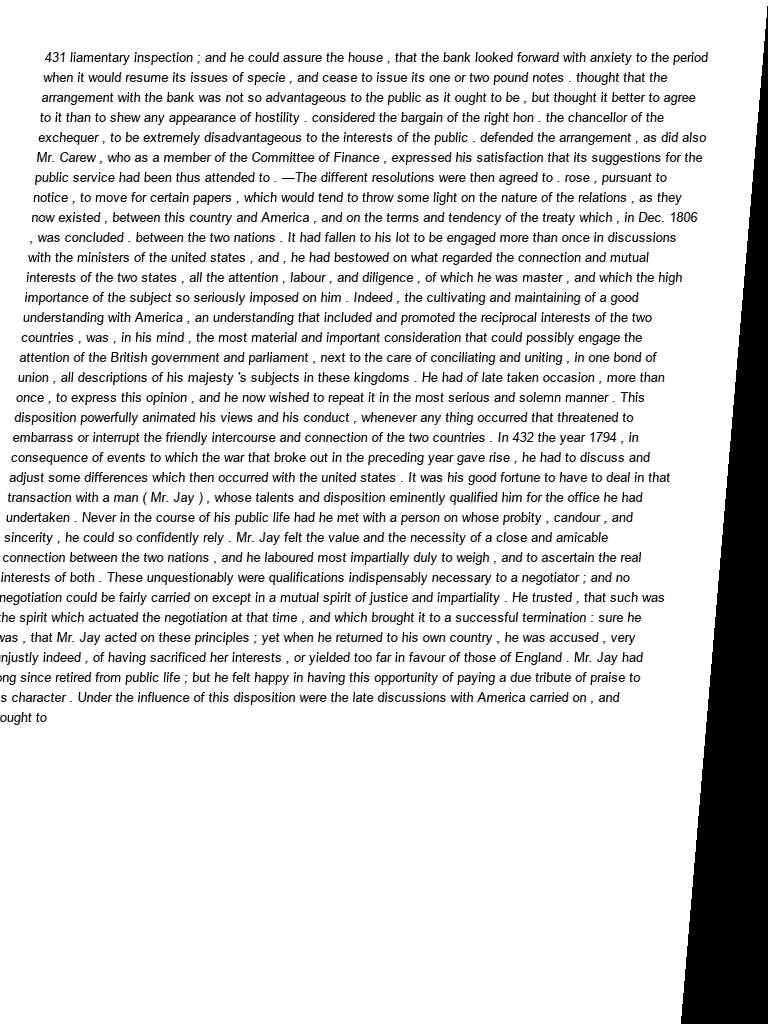 431 liamentary inspection ; and he could assure the house , that the bank looked forward with anxiety to the period
when it would resume its issues of specie , and cease to issue its one or two pound notes . thought that the
arrangement with the bank was not so advantageous to the public as it ought to be , but thought it better to agree
to it than to shew any appearance of hostility . considered the bargain of the right hon . the chancellor of the
exchequer , to be extremely disadvantageous to the interests of the public . defended the arrangement , as did also
Mr. Carew , who as a member of the Committee of Finance , expressed his satisfaction that its suggestions for the
public service had been thus attended to . —The different resolutions were then agreed to . rose , pursuant to
notice , to move for certain papers , which would tend to throw some light on the nature of the relations , as they
now existed , between this country and America , and on the terms and tendency of the treaty which , in Dec. 1806
, was concluded . between the two nations . It had fallen to his lot to be engaged more than once in discussions
with the ministers of the united states , and , he had bestowed on what regarded the connection and mutual
interests of the two states , all the attention , labour , and diligence , of which he was master , and which the high
importance of the subject so seriously imposed on him . Indeed , the cultivating and maintaining of a good
understanding with America , an understanding that included and promoted the reciprocal interests of the two
countries , was , in his mind , the most material and important consideration that could possibly engage the
attention of the British government and parliament , next to the care of conciliating and uniting , in one bond of
union , all descriptions of his majesty 's subjects in these kingdoms . He had of late taken occasion , more than
once , to express this opinion , and he now wished to repeat it in the most serious and solemn manner . This
disposition powerfully animated his views and his conduct , whenever any thing occurred that threatened to
embarrass or interrupt the friendly intercourse and connection of the two countries . In 432 the year 1794 , in
consequence of events to which the war that broke out in the preceding year gave rise , he had to discuss and
adjust some differences which then occurred with the united states . It was his good fortune to have to deal in that
transaction with a man ( Mr. Jay ) , whose talents and disposition eminently qualified him for the office he had
undertaken . Never in the course of his public life had he met with a person on whose probity , candour , and
sincerity , he could so confidently rely . Mr. Jay felt the value and the necessity of a close and amicable
connection between the two nations , and he laboured most impartially duly to weigh , and to ascertain the real
interests of both . These unquestionably were qualifications indispensably necessary to a negotiator ; and no
negotiation could be fairly carried on except in a mutual spirit of justice and impartiality . He trusted , that such was
the spirit which actuated the negotiation at that time , and which brought it to a successful termination : sure he
was , that Mr. Jay acted on these principles ; yet when he returned to his own country , he was accused , very
njustly indeed , of having sacrificed her interests , or yielded too far in favour of those of England . Mr. Jay had
ong since retired from public life ; but he felt happy in having this opportunity of paying a due tribute of praise to
s character . Under the influence of this disposition were the late discussions with America carried on , and
ought to